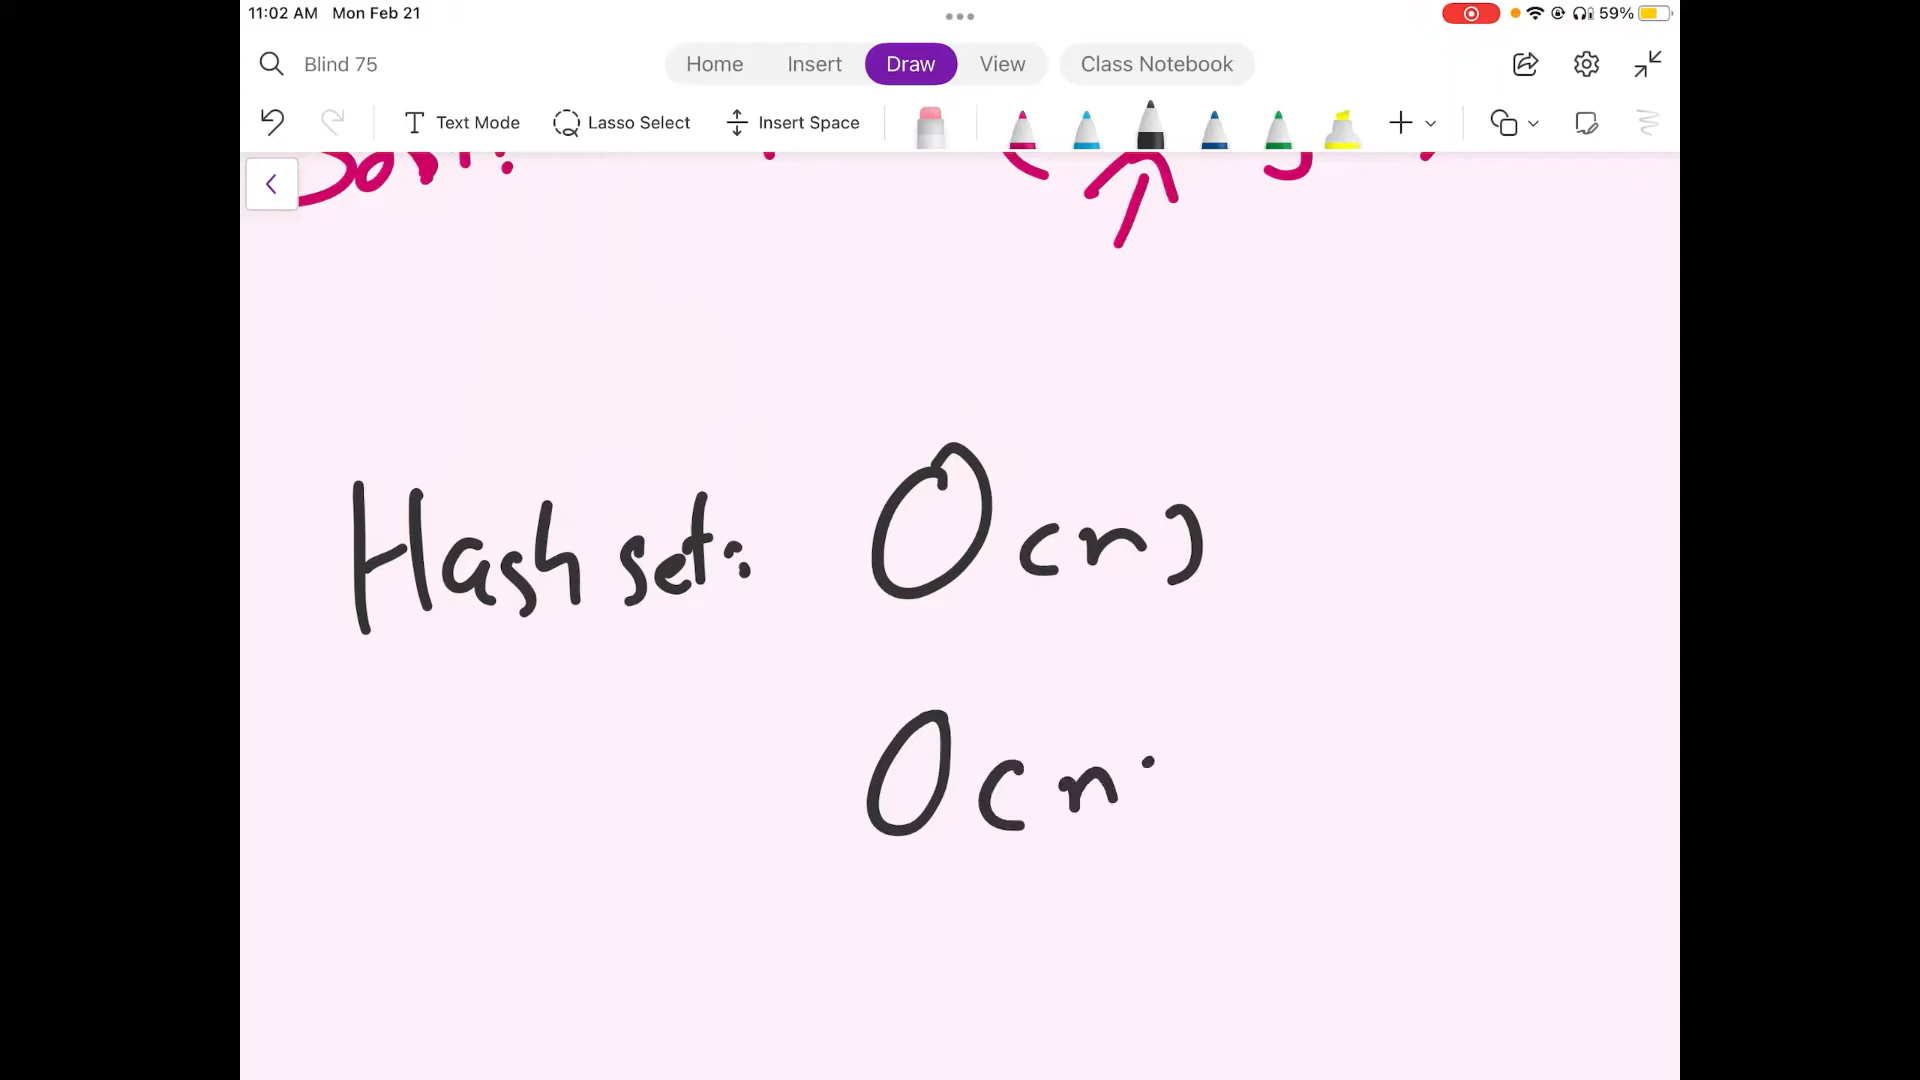 11:02 AM Mon Feb 21
59%
Blind 75
Home Insert Draw View Class Notebook
Text Mode Lasso Select Insert Space
Hash set: O(n)
O(n